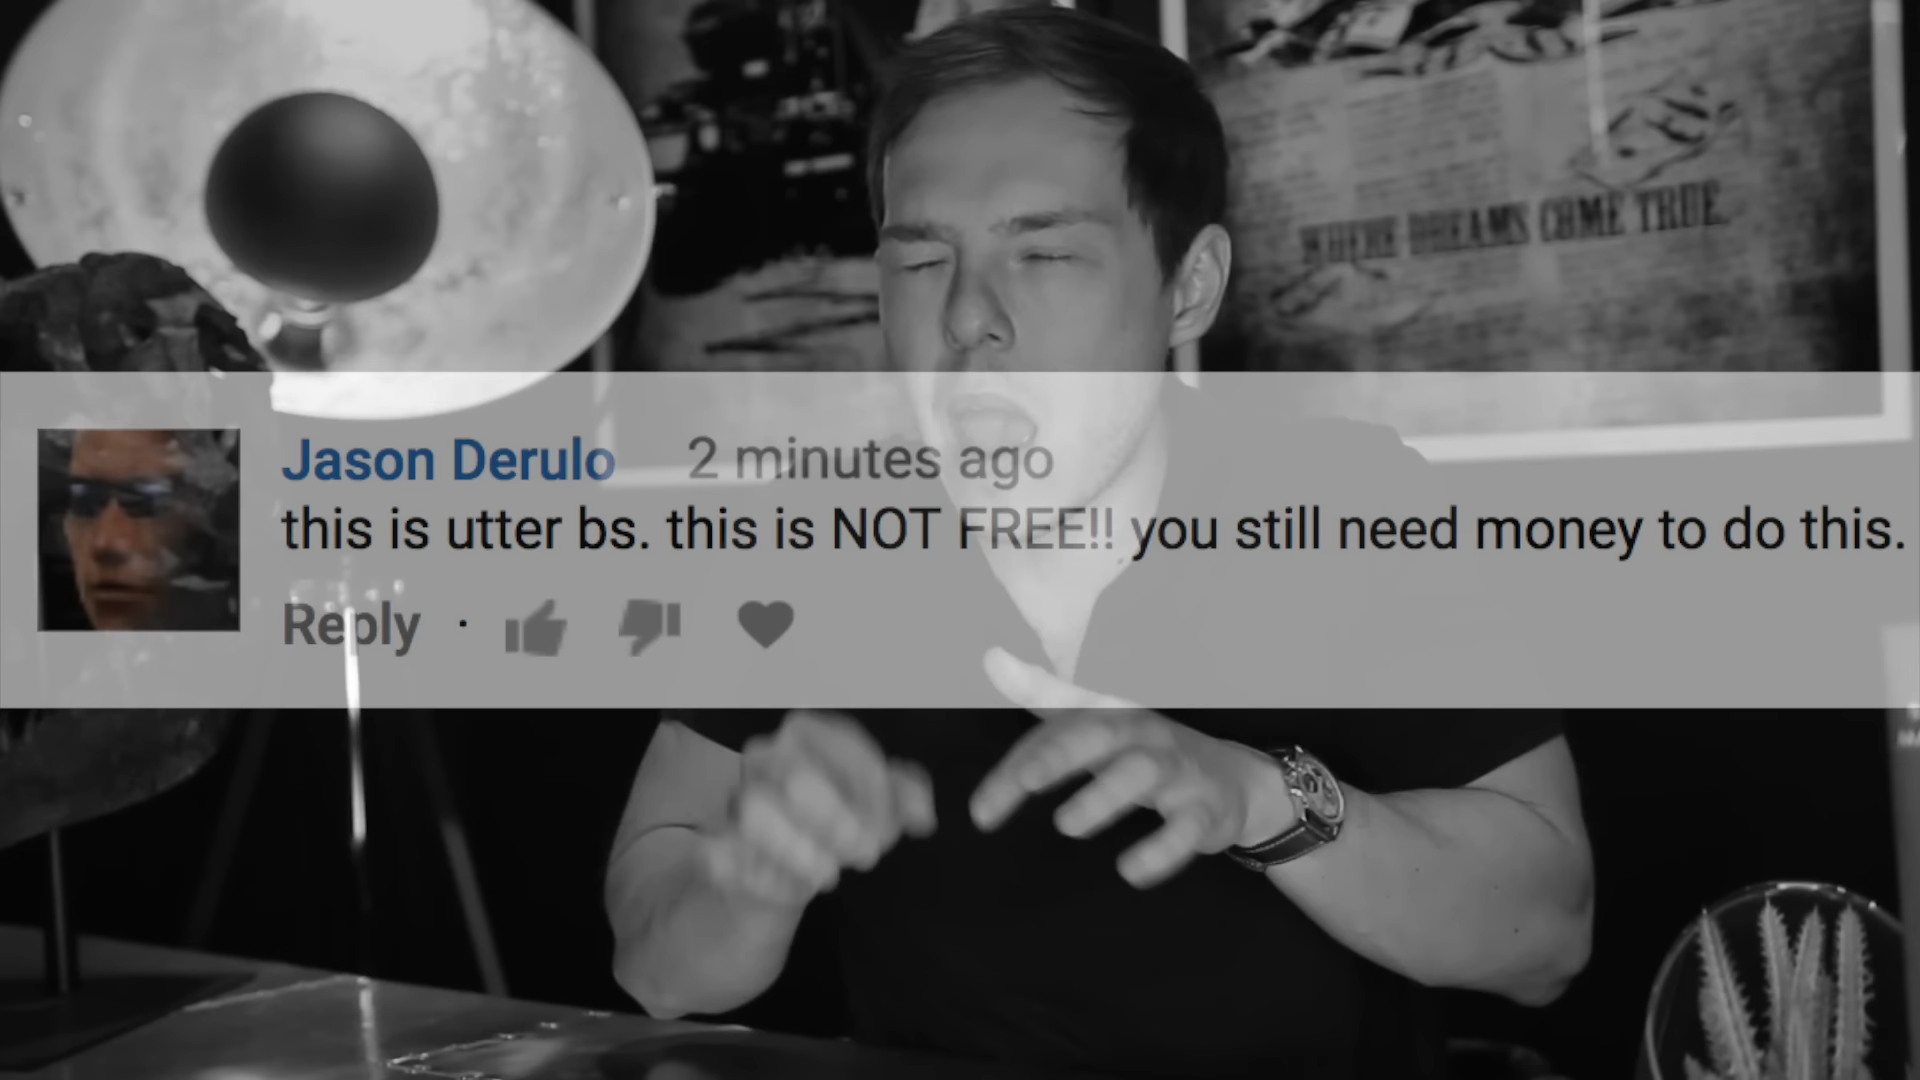 WHERE DREAMS COME TRUE.
Jason Derulo 2 minutes ago
this is utter bs. this is NOT FREE!! you still need money to do this.
Reply ·